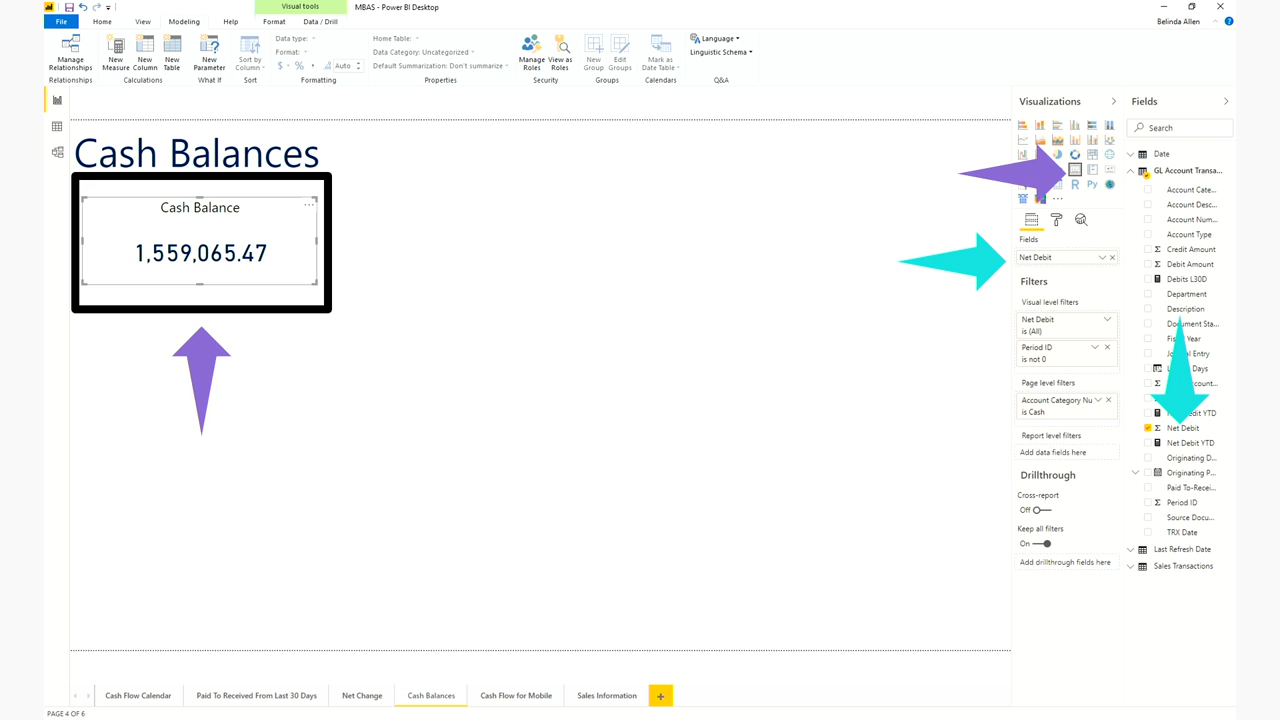 Visual tools
MBAS - Power BI Desktop
File Home View Modeling Help Format Data / Drill
Belinda Allen
Manage Relationships
New Measure
New Column
New Table
New Parameter
Sort by Column
Data type:
Format:
$ % , Auto
Home Table:
Data Category: Uncategorized
Default Summarization: Don't summarize
Manage Roles
View as Roles
New Group
Edit Groups
Mark as Date Table
Language
Linguistic Schema
Relationships Calculations What If Sort Formatting Properties Security Groups Calendars Q&A
Cash Balances
Cash Balance
1,559,065.47
Visualizations
R Py
Fields
Net Debit
Filters
Visual level filters
Net Debit
is (All)
Period ID
is not 0
Page level filters
Account Category Nu
is Cash
Report level filters
Add data fields here
Drillthrough
Cross-report
Off
Keep all filters
On
Add drillthrough fields here
Fields
Search
Date
GL Account Transa...
Account Cate...
Account Desc...
Account Num...
Account Type
Credit Amount
Debit Amount
Debits L30D
Department
Description
Document Sta...
Year
Entry
Days
YTD
Net Debit
Net Debit YTD
Originating D...
Originating P...
Paid To-Recei...
Period ID
Source Docu...
TRX Date
Last Refresh Date
Sales Transactions
Cash Flow Calendar Paid To Received From Last 30 Days Net Change Cash Balances Cash Flow for Mobile Sales Information +
PAGE 4 OF 6